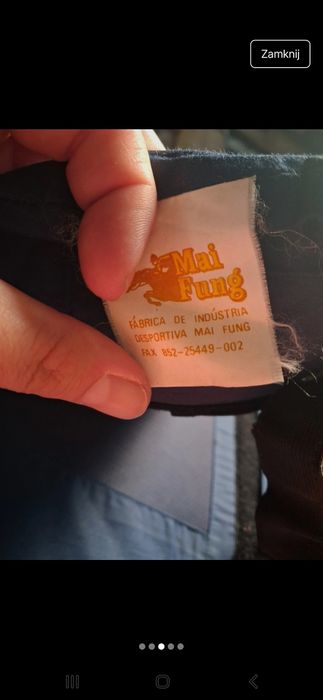 Zamknij
Mai
Fung
FÁBRICA DE INDÚSTRIA
DESPORTIVA MAI FUNG
FAX 852-25449-002